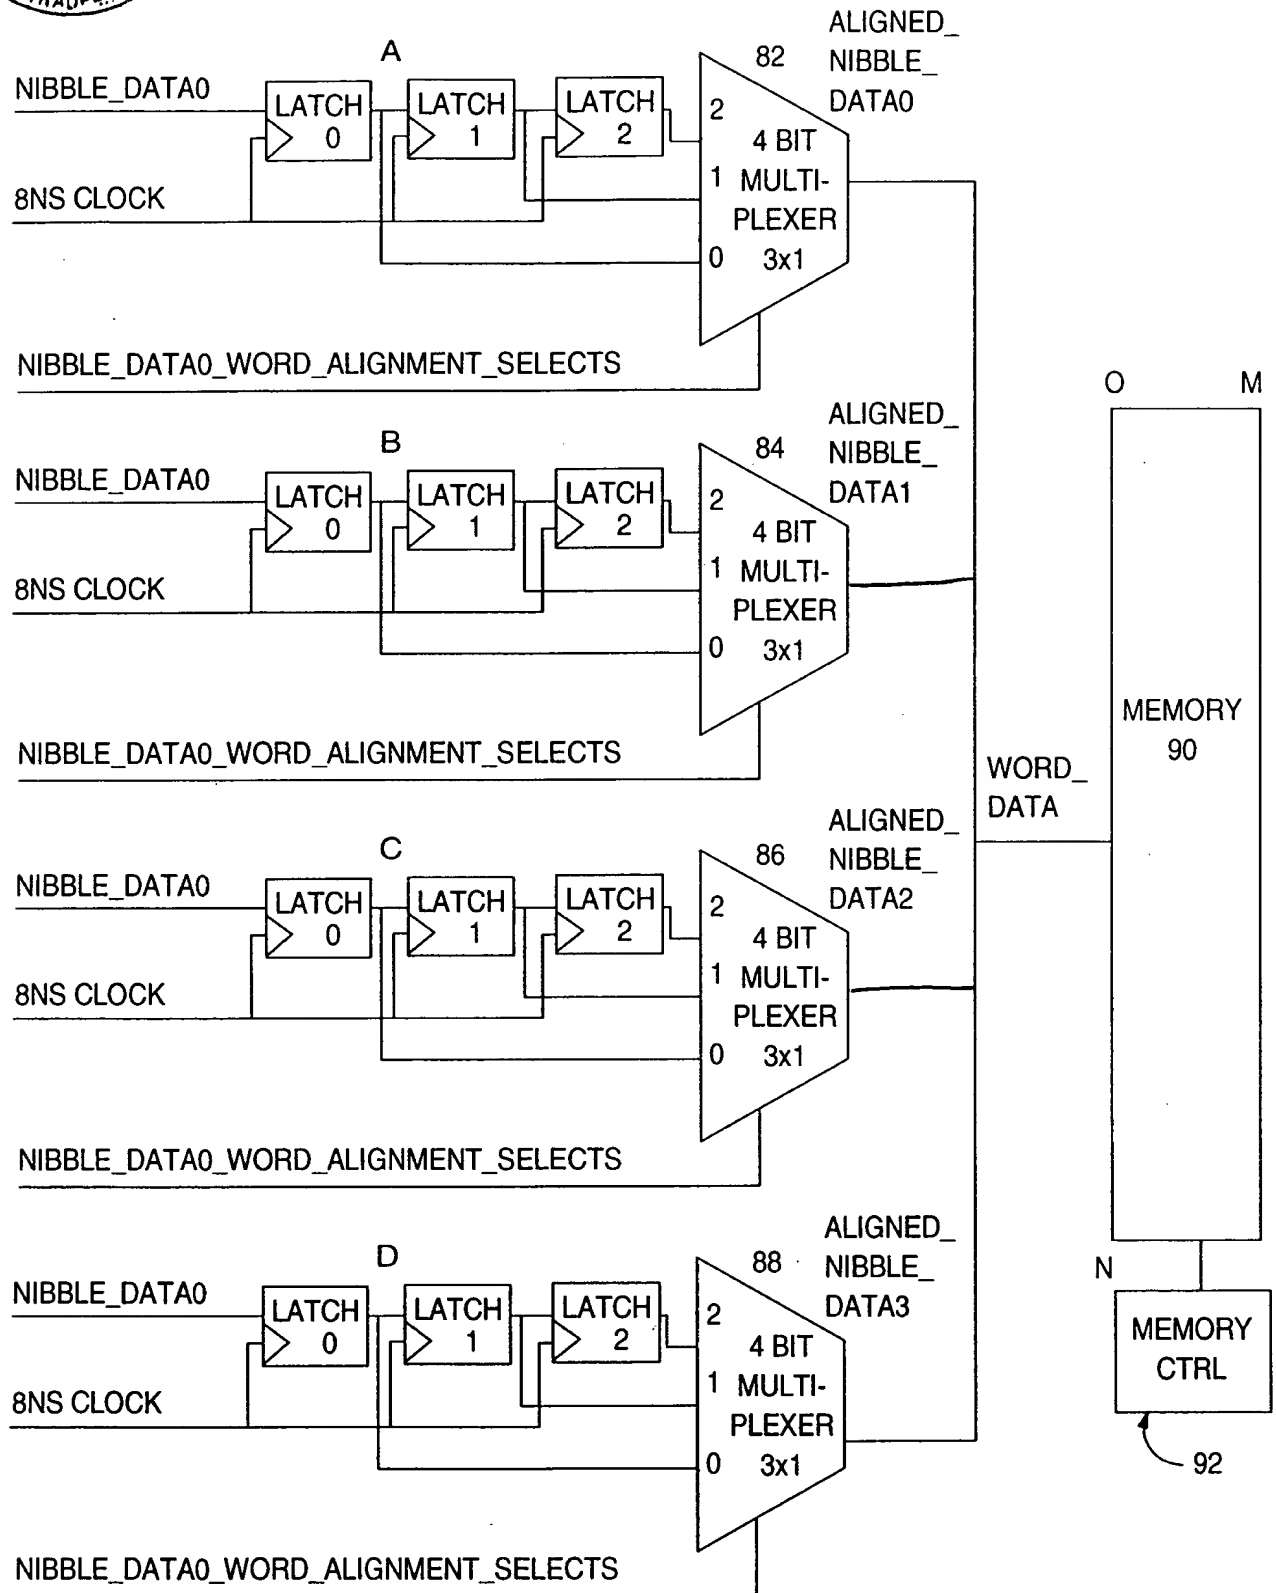 A
NIBBLE_DATA0
LATCH
0
LATCH
1
LATCH
2
8NS CLOCK
2
1
0
82
4 BIT
MULTI-
PLEXER
3x1
ALIGNED_
NIBBLE_
DATA0
NIBBLE_DATA0_WORD_ALIGNMENT_SELECTS
B
NIBBLE_DATA0
LATCH
0
LATCH
1
LATCH
2
8NS CLOCK
2
1
0
84
4 BIT
MULTI-
PLEXER
3x1
ALIGNED_
NIBBLE_
DATA1
NIBBLE_DATA0_WORD_ALIGNMENT_SELECTS
C
NIBBLE_DATA0
LATCH
0
LATCH
1
LATCH
2
8NS CLOCK
2
1
0
86
4 BIT
MULTI-
PLEXER
3x1
ALIGNED_
NIBBLE_
DATA2
NIBBLE_DATA0_WORD_ALIGNMENT_SELECTS
D
NIBBLE_DATA0
LATCH
0
LATCH
1
LATCH
2
8NS CLOCK
2
1
0
88
4 BIT
MULTI-
PLEXER
3x1
ALIGNED_
NIBBLE_
DATA3
NIBBLE_DATA0_WORD_ALIGNMENT_SELECTS
WORD_
DATA
O
M
MEMORY
90
N
MEMORY
CTRL
92